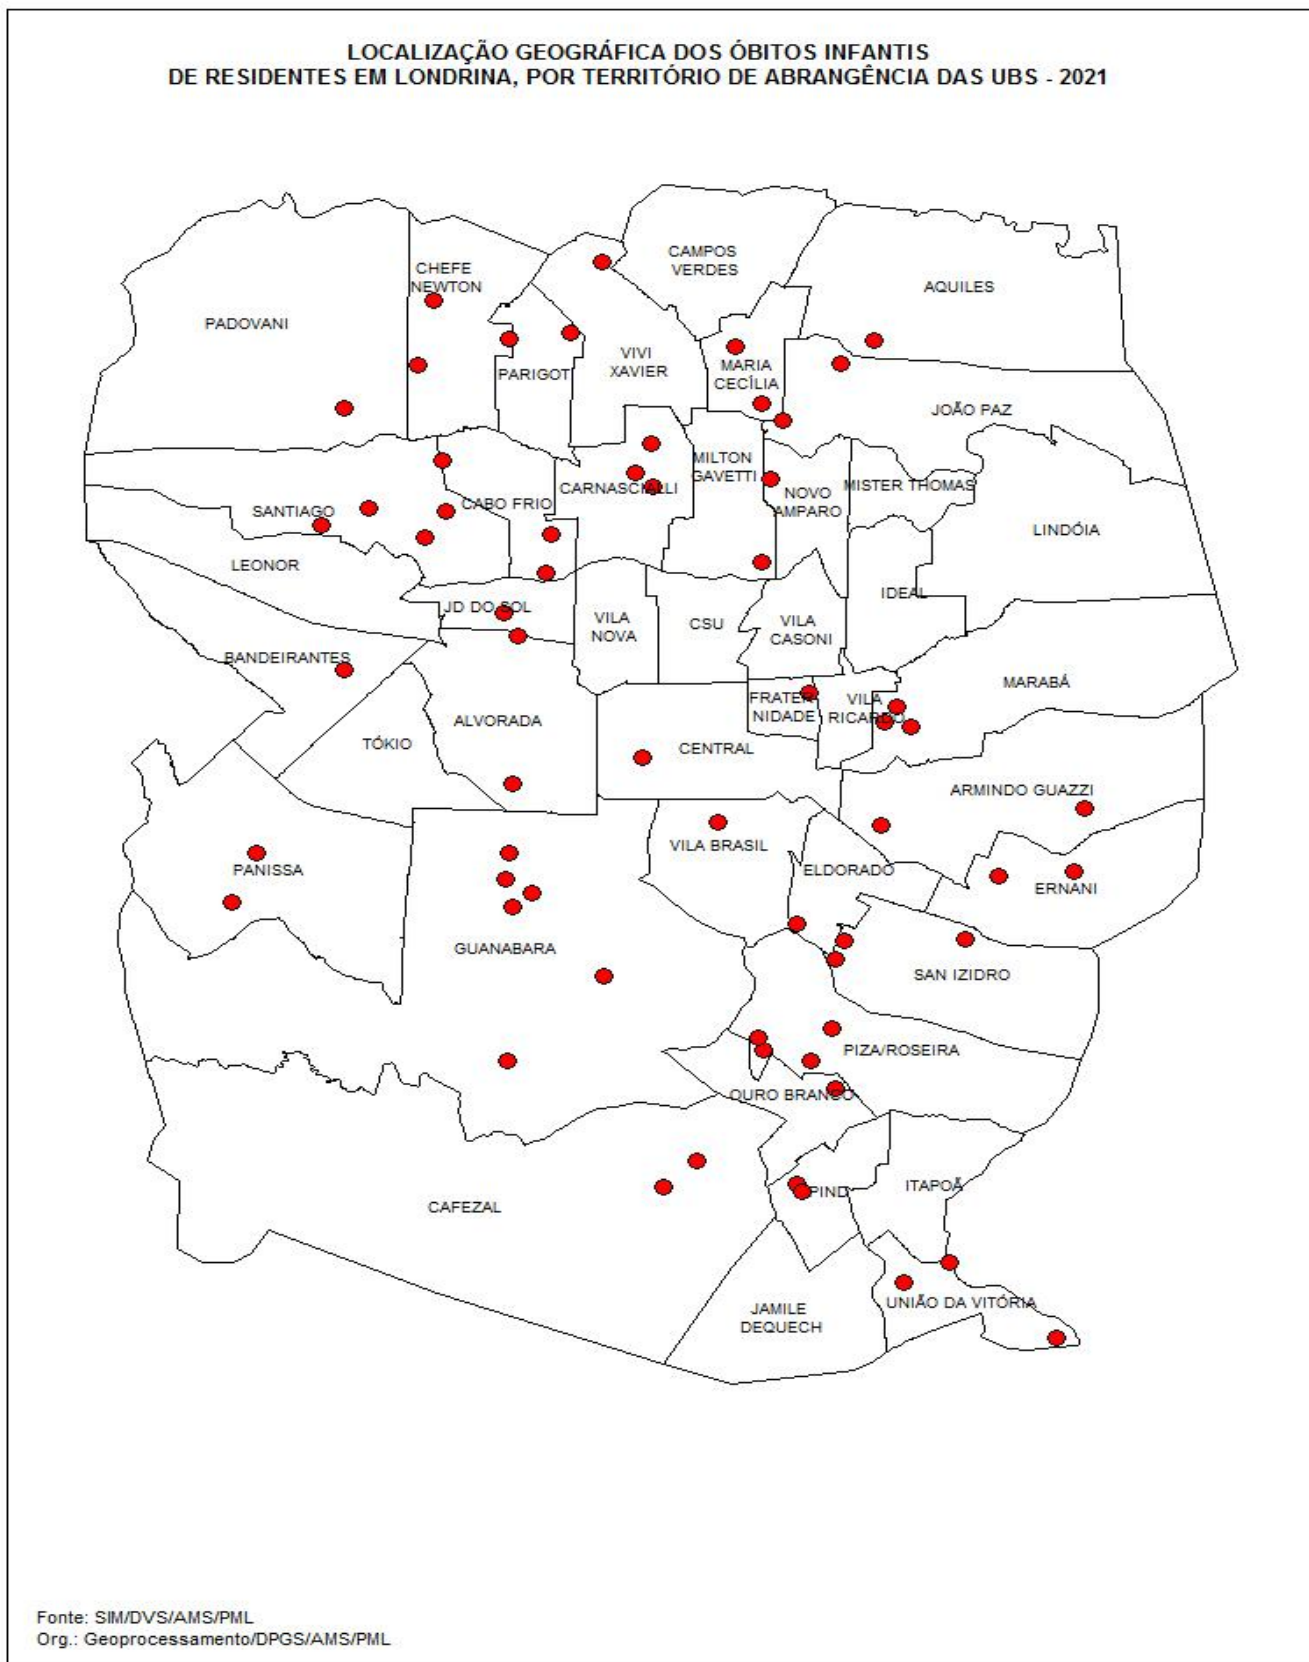 LOCALIZAÇÃO GEOGRÁFICA DOS ÓBITOS INFANTIS
DE RESIDENTES EM LONDRINA, POR TERRITÓRIO DE ABRANGÊNCIA DAS UBS - 2021
CAMPOS
VERDES
CHEFE
NEWTON
AQUILES
PADOVANI
VIVI
XAVIER
PARIGOT
MARIA
CECÍLIA
JOÃO PAZ
MILTON
GAVETTI
CARNASCIALLI
NOVO
AMPARO
MISTER THOMAS
CABO FRIO
SANTIAGO
LINDÓIA
LEONOR
IDEAL
JD DO SOL
VILA
NOVA
CSU
VILA
CASONI
BANDEIRANTES
MARABÁ
FRATER
NIDADE
VILA
RICARDO
ALVORADA
TÓKIO
CENTRAL
ARMINDO GUAZZI
VILA BRASIL
PANISSA
ELDORADO
ERNANI
GUANABARA
SAN IZIDRO
PIZA/ROSEIRA
OURO BRANCO
ITAPOÃ
PIND
CAFEZAL
UNIÃO DA VITÓRIA
JAMILE
DEQUECH
Fonte: SIM/DVS/AMS/PML
Org.: Geoprocessamento/DPGS/AMS/PML